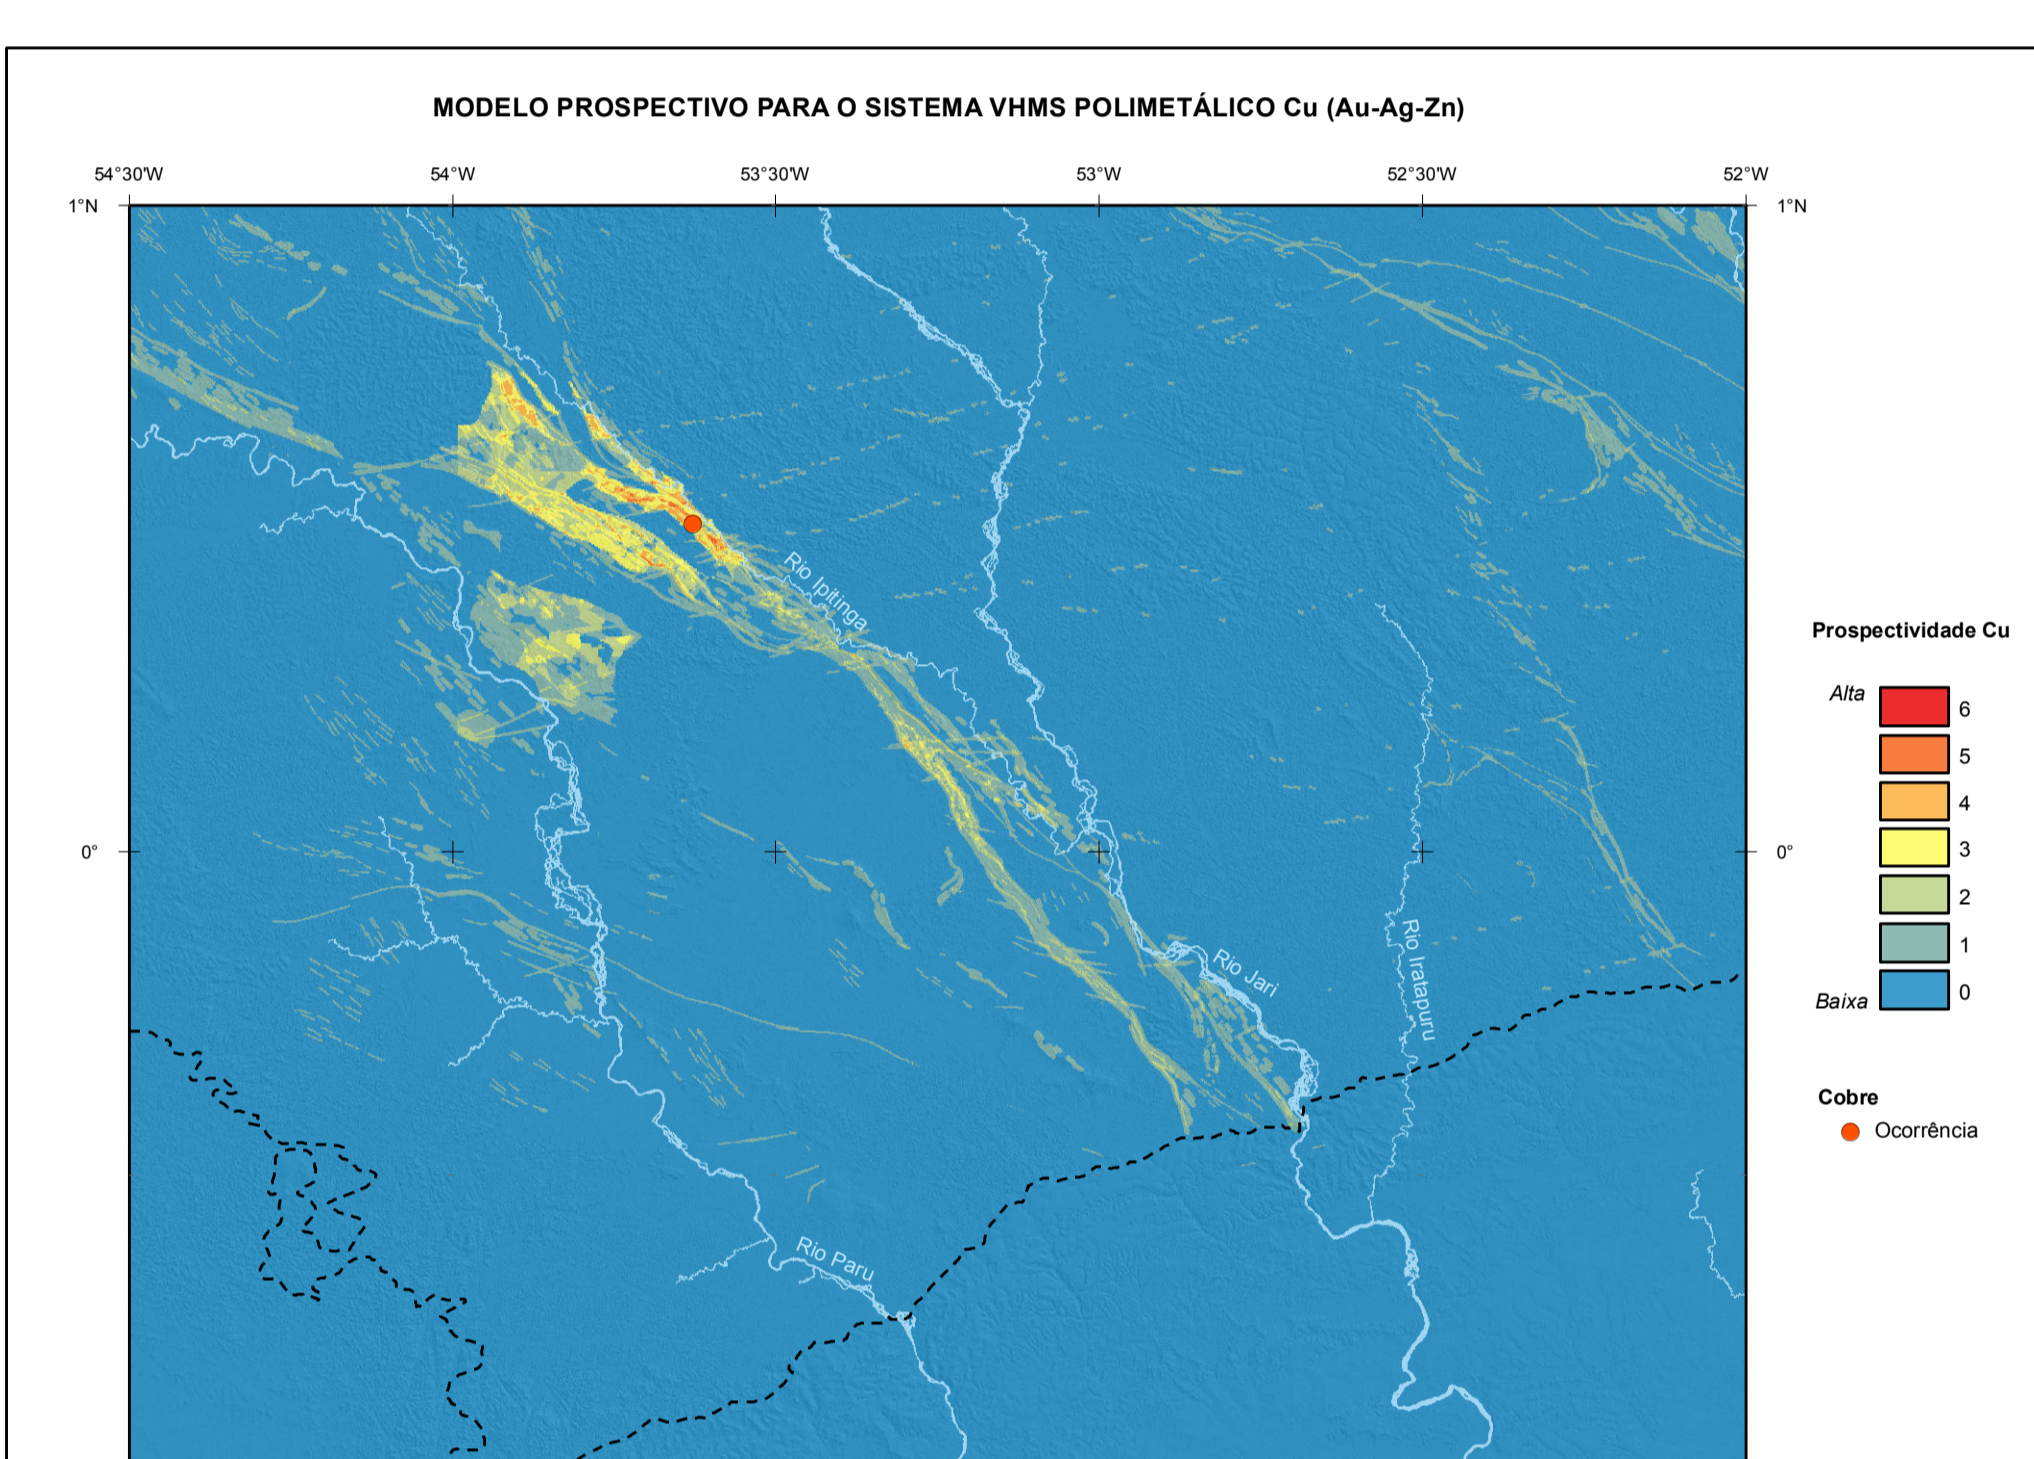 MODELO PROSPECTIVO PARA O SISTEMA VHMS POLIMETÁLICO Cu (Au-Ag-Zn)
54°30'W 54°W 53°30'W 53°W 52°30'W 52°W
1°N 1°N
Rio Ipitinga
Prospectividade Cu
Alta 6
5
4
3
0° 0°
2
1
Baixa 0
Rio Jari
Rio Iratapuru
Cobre
Ocorrência
Rio Paru